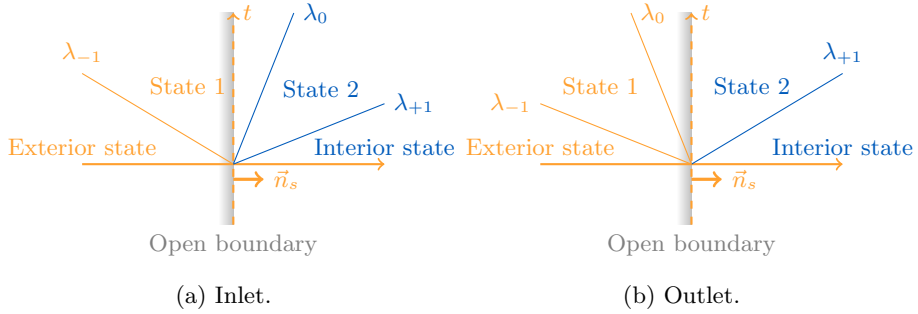 t
λ₀
λ₋₁
State 1
State 2
λ₊₁
Exterior state
Interior state
n⃗ₛ
Open boundary
(a) Inlet.
t
λ₀
λ₊₁
State 1
State 2
λ₋₁
Exterior state
Interior state
n⃗ₛ
Open boundary
(b) Outlet.